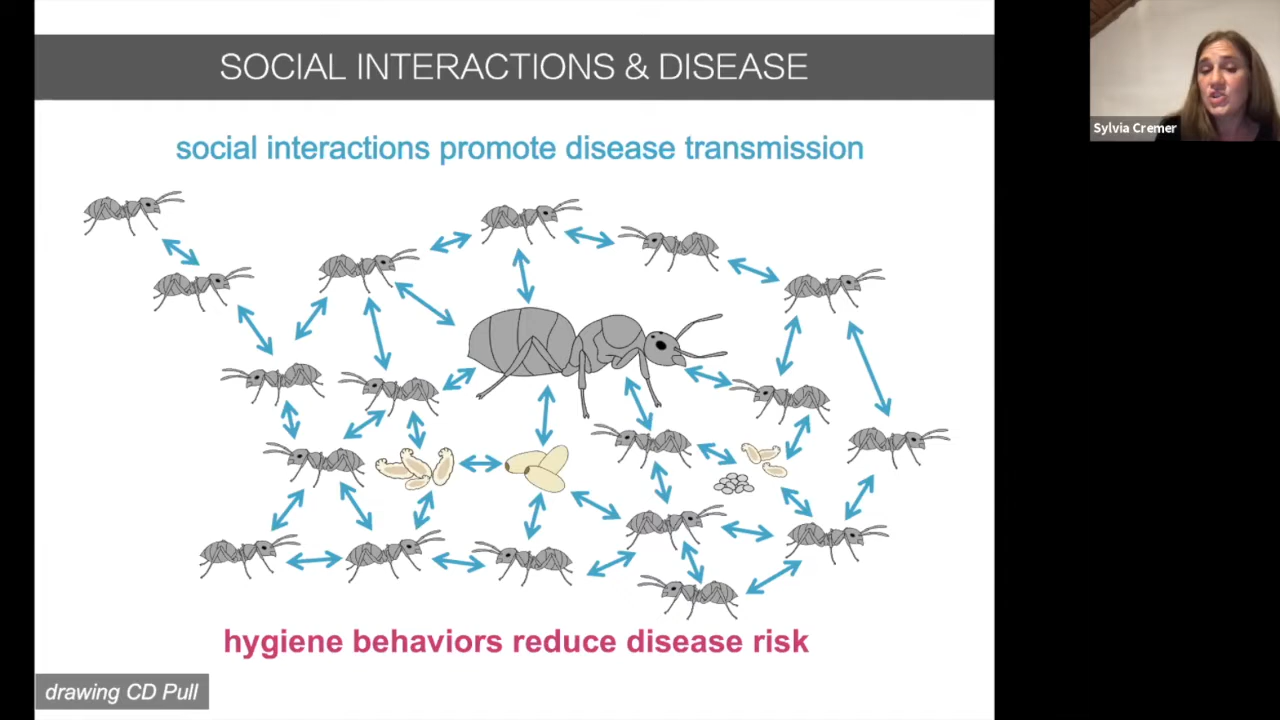 SOCIAL INTERACTIONS & DISEASE
Sylvia Cremer
social interactions promote disease transmission
hygiene behaviors reduce disease risk
drawing CD Pull